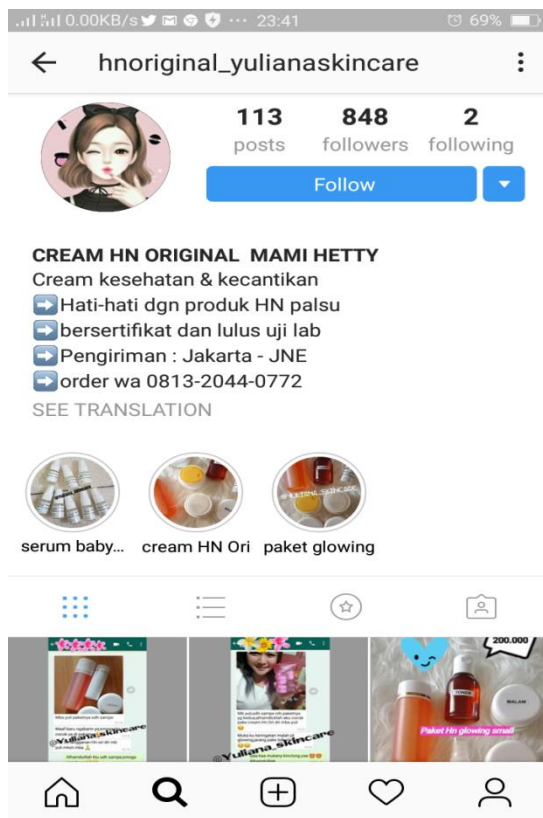 0.00KB/s ... 23:41 69%
hnoriginal_yulianaskincare
113 848 2
posts followers following
Follow
CREAM HN ORIGINAL MAMI HETTY
Cream kesehatan & kecantikan
Hati-hati dgn produk HN palsu
bersertifikat dan lulus uji lab
Pengiriman : Jakarta - JNE
order wa 0813-2044-0772
SEE TRANSLATION
serum baby... cream HN Ori paket glowing
200.000
TONER
MALAM
Paket Hn glowing small
@Yuliana_skincare
@Yuliana_skincare